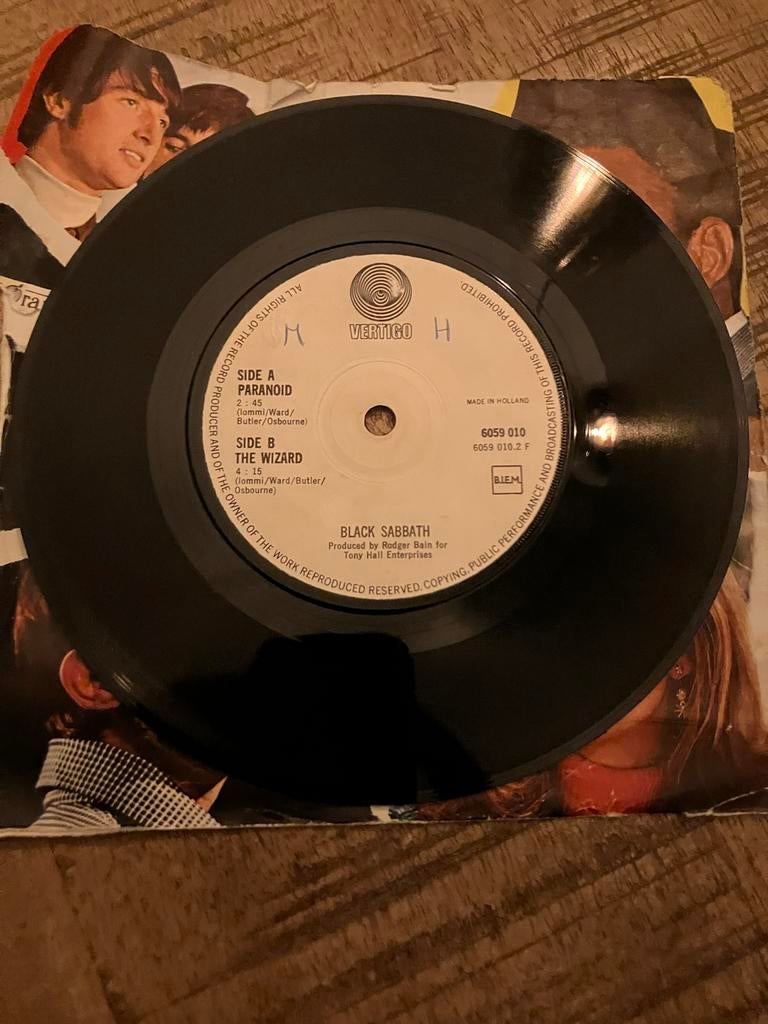 VERTIGO
M H
ALL RIGHTS OF THE RECORD PRODUCER AND OF THE OWNER OF THE WORK REPRODUCED RESERVED. COPYING, PUBLIC PERFORMANCE AND BROADCASTING OF THIS RECORD PROHIBITED.
SIDE A
PARANOID
2 : 45
(Iommi/Ward/
Butler/Osbourne)
SIDE B
THE WIZARD
4 : 15
(Iommi/Ward/Butler/
Osbourne)
MADE IN HOLLAND
6059 010
6059 010.2 F
B.I.E.M.
BLACK SABBATH
Produced by Rodger Bain for
Tony Hall Enterprises